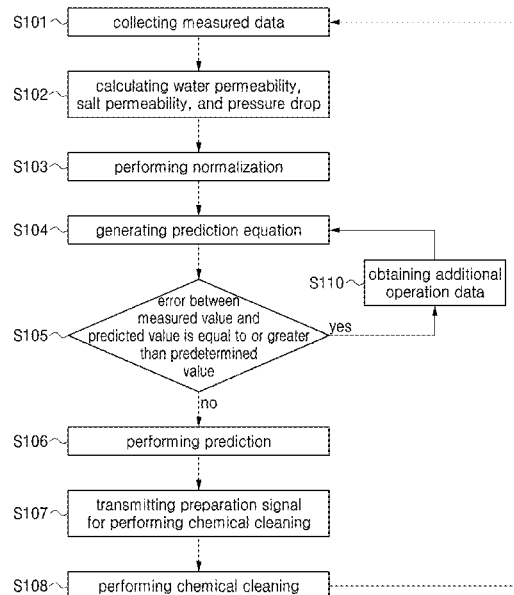 S101
collecting measured data
S102
calculating water permeability,
salt permeability, and pressure drop
S103
performing normalization
S104
generating prediction equation
S110
obtaining additional
operation data
S105
error between
measured value and
predicted value is equal to or greater
than predetermined
value
yes
no
S106
performing prediction
S107
transmitting preparation signal
for performing chemical cleaning
S108
performing chemical cleaning